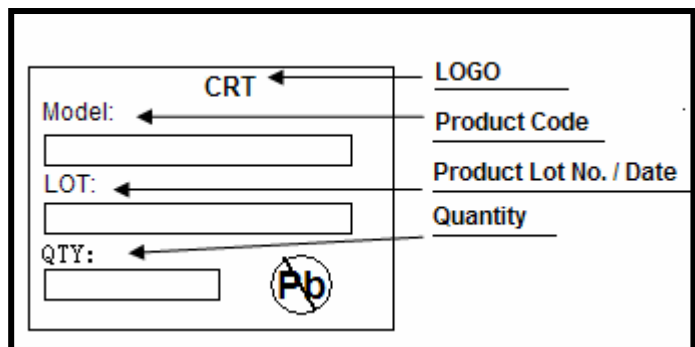 CRT
LOGO
Model:
Product Code
LOT:
Product Lot No. / Date
QTY:
Quantity
Pb